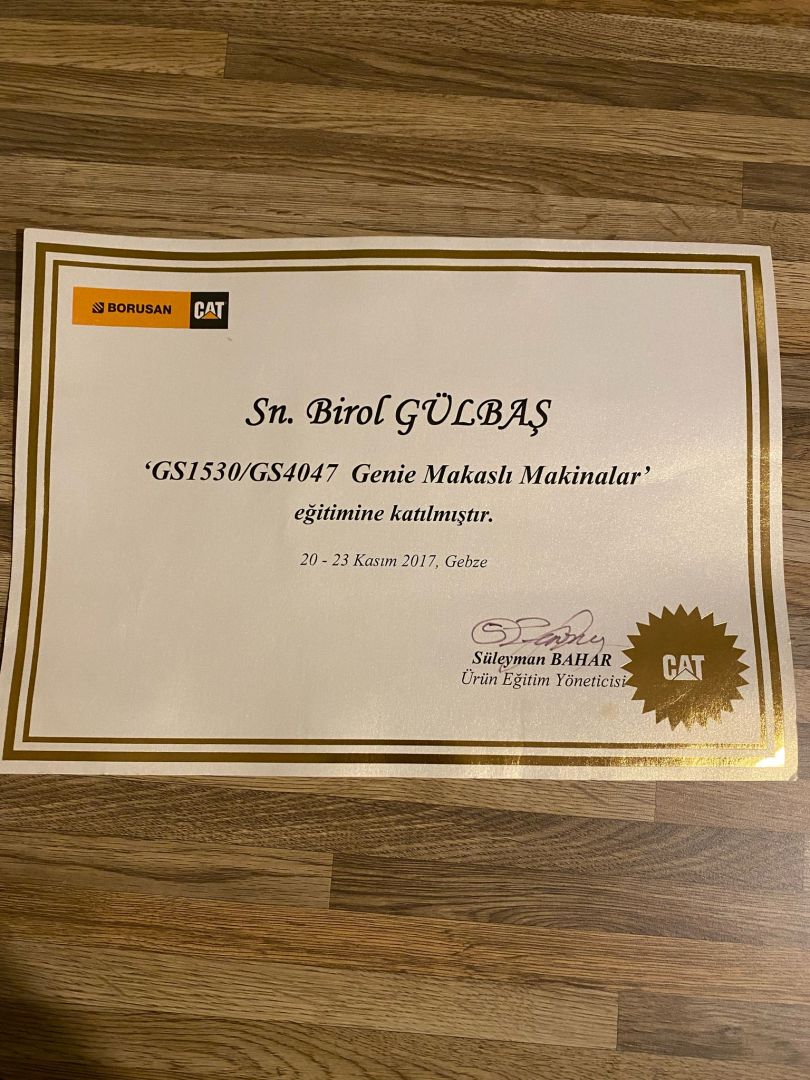 BORUSAN CAT
Sn. Birol GÜLBAŞ
‘GS1530/GS4047 Genie Makaslı Makinalar’
eğitimine katılmıştır.
20 - 23 Kasım 2017, Gebze
Süleyman BAHAR
Ürün Eğitim Yöneticisi
CAT